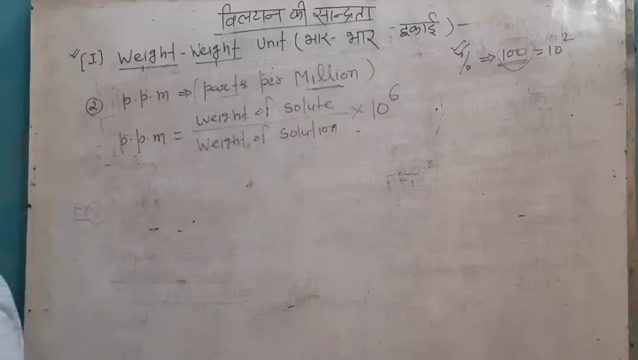 विलयन की सान्द्रता
[I] Weight-Weight Unit (भार-भार इकाई) -
% ⇒ 100 = 10²
② p.p.m ⇒ (parts per Million)
p.p.m = weight of solute / Weight of solution × 10⁶